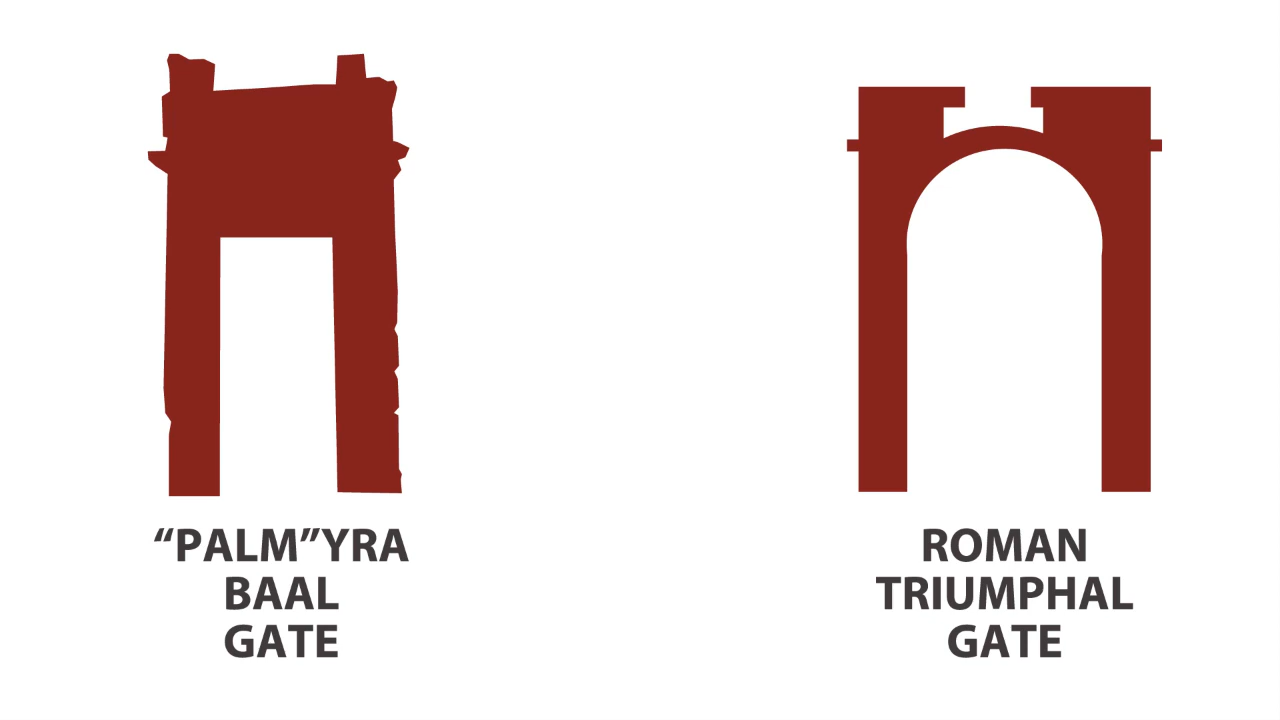 “PALM”YRA
BAAL
GATE
ROMAN
TRIUMPHAL
GATE